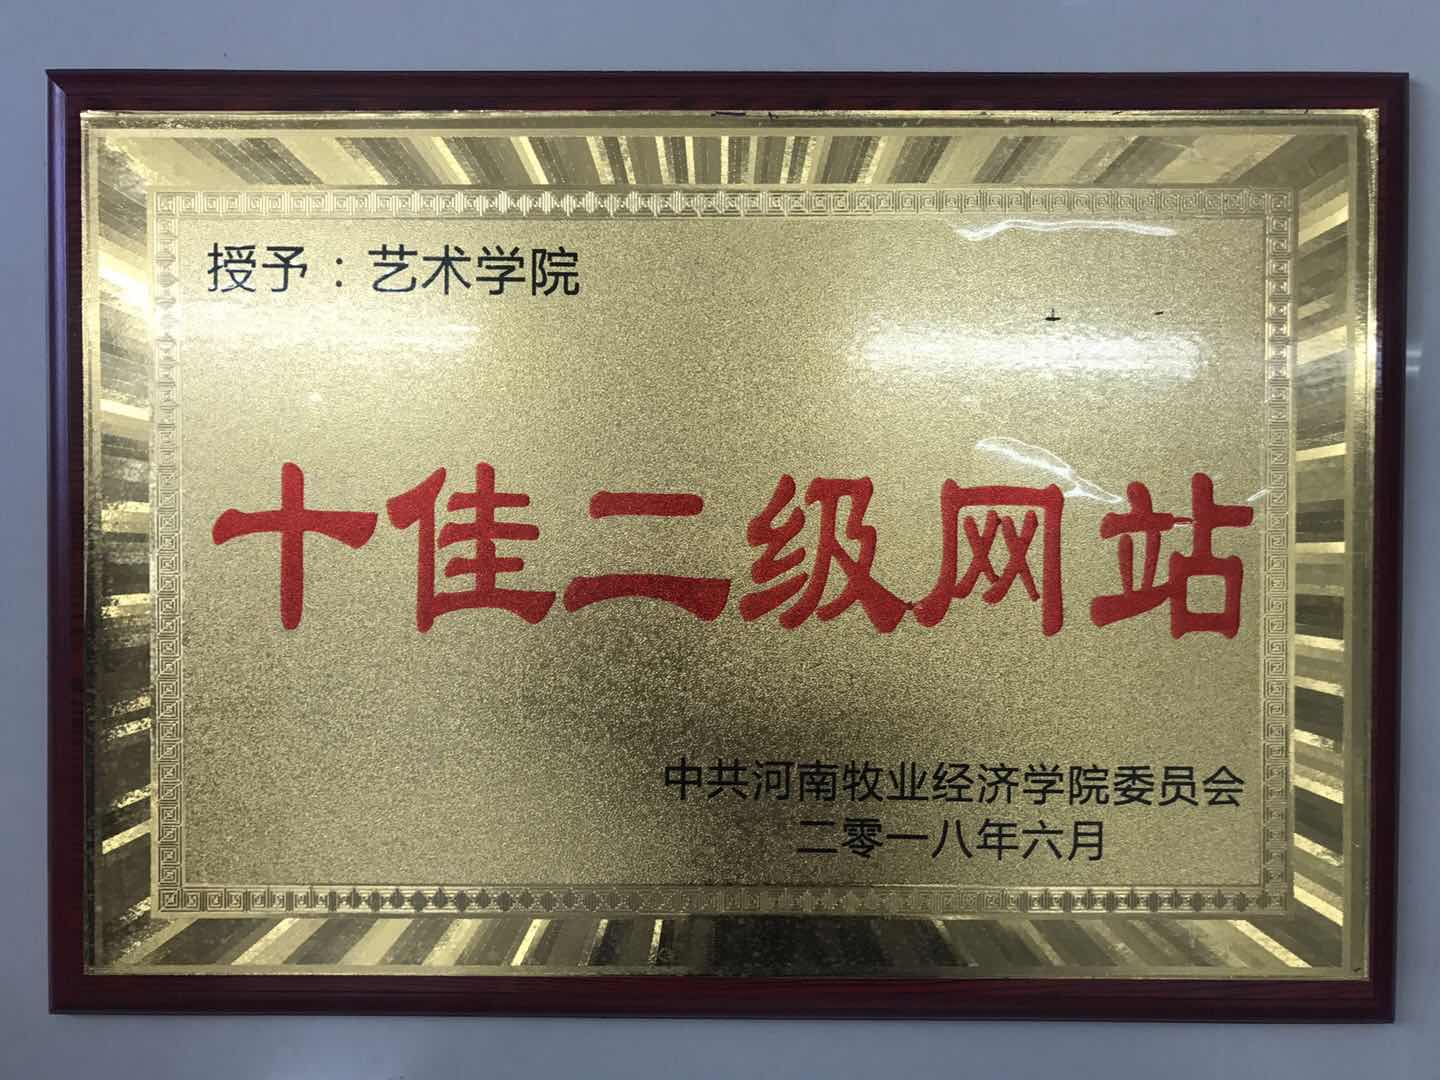 授予：艺术学院
十佳二级网站
中共河南牧业经济学院委员会
二零一八年六月